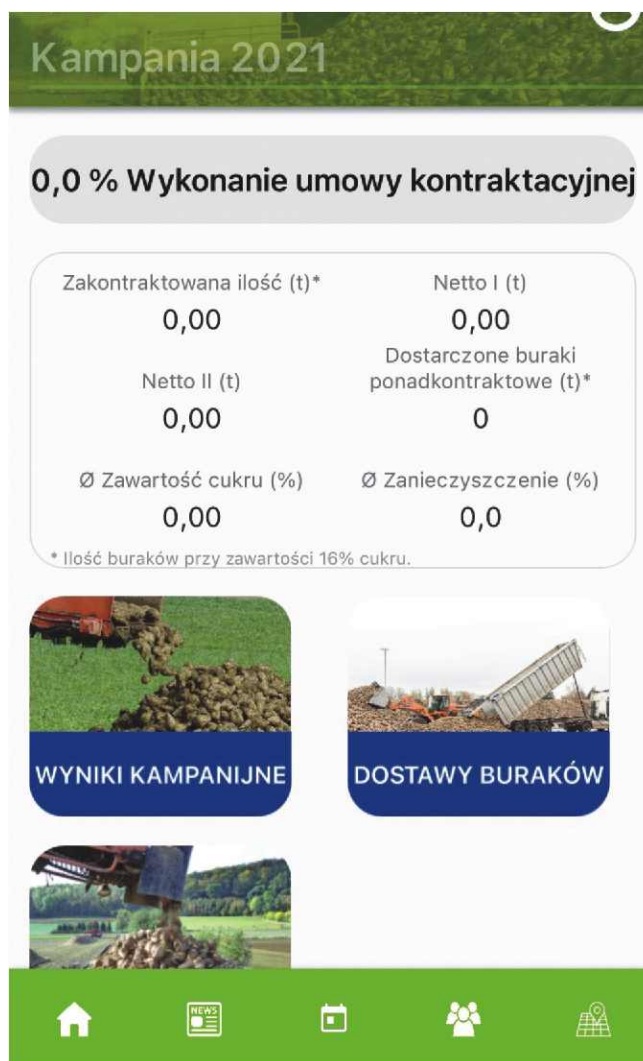 Kampania 2021
0,0 % Wykonanie umowy kontraktacyjnej
Zakontraktowana ilość (t)*
0,00
Netto I (t)
0,00
Netto II (t)
0,00
Dostarczone buraki
ponadkontraktowe (t)*
0
Ø Zawartość cukru (%)
0,00
Ø Zanieczyszczenie (%)
0,0
* Ilość buraków przy zawartości 16% cukru.
WYNIKI KAMPANIJNE
DOSTAWY BURAKÓW
NEWS